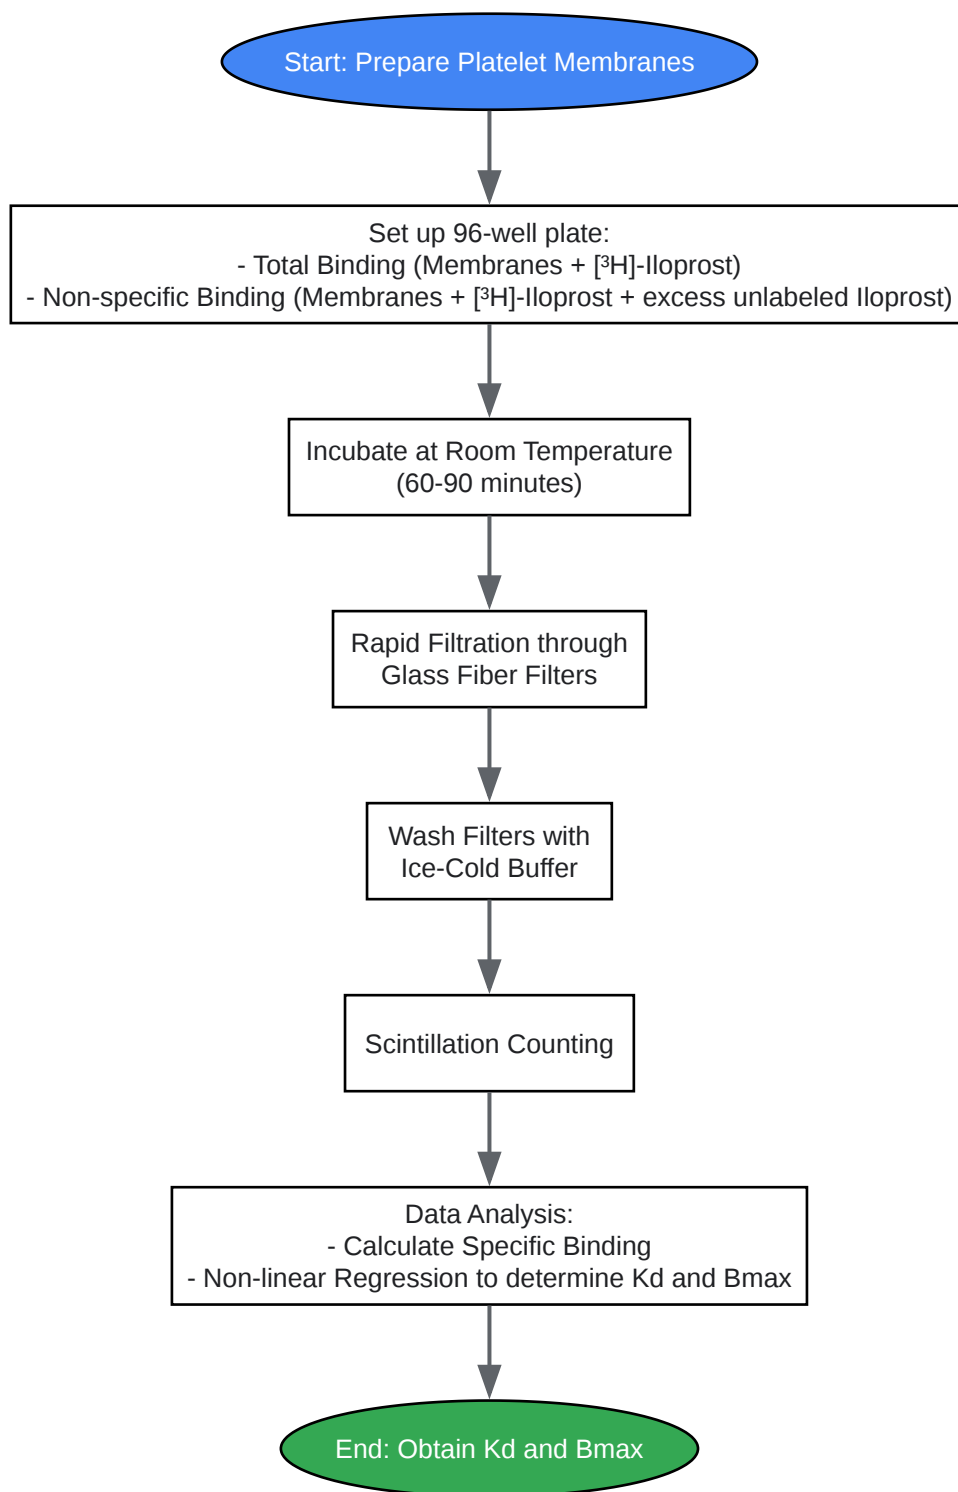 Start: Prepare Platelet Membranes
Set up 96-well plate:
- Total Binding (Membranes + [³H]-Iloprost)
- Non-specific Binding (Membranes + [³H]-Iloprost + excess unlabeled Iloprost)
Incubate at Room Temperature
(60-90 minutes)
Rapid Filtration through
Glass Fiber Filters
Wash Filters with
Ice-Cold Buffer
Scintillation Counting
Data Analysis:
- Calculate Specific Binding
- Non-linear Regression to determine Kd and Bmax
End: Obtain Kd and Bmax